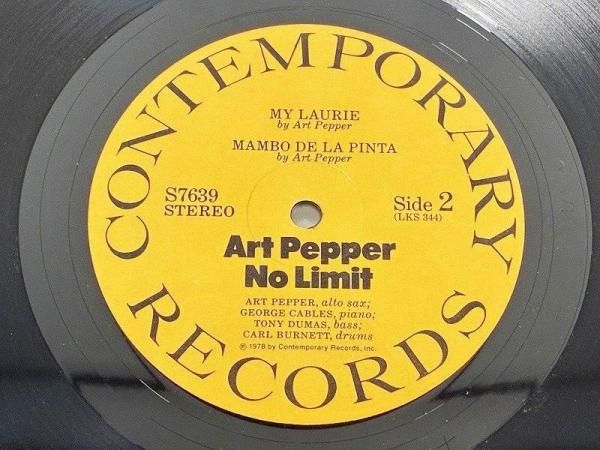 CONTEMPORARY
RECORDS
MY LAURIE
by Art Pepper
MAMBO DE LA PINTA
by Art Pepper
S7639
STEREO
Side 2
(LKS 344)
Art Pepper
No Limit
ART PEPPER, alto sax;
GEORGE CABLES, piano;
TONY DUMAS, bass;
CARL BURNETT, drums
℗ 1978 by Contemporary Records, Inc.